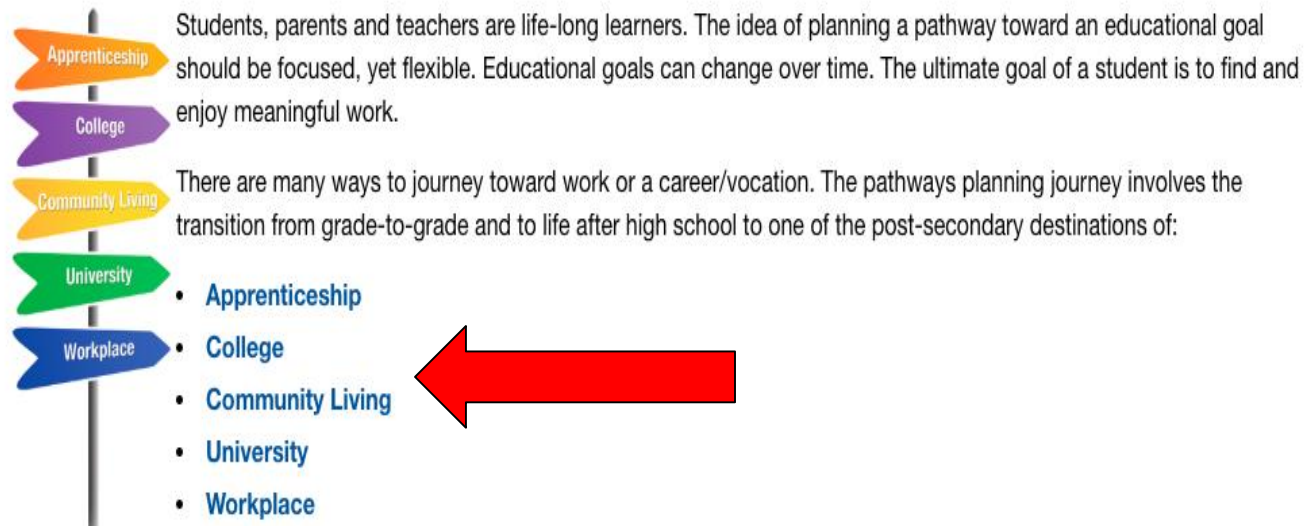 Apprenticeship
College
Community Living
University
Workplace
Students, parents and teachers are life-long learners. The idea of planning a pathway toward an educational goal
should be focused, yet flexible. Educational goals can change over time. The ultimate goal of a student is to find and
enjoy meaningful work.
There are many ways to journey toward work or a career/vocation. The pathways planning journey involves the
transition from grade-to-grade and to life after high school to one of the post-secondary destinations of:
• Apprenticeship
• College
• Community Living
• University
• Workplace